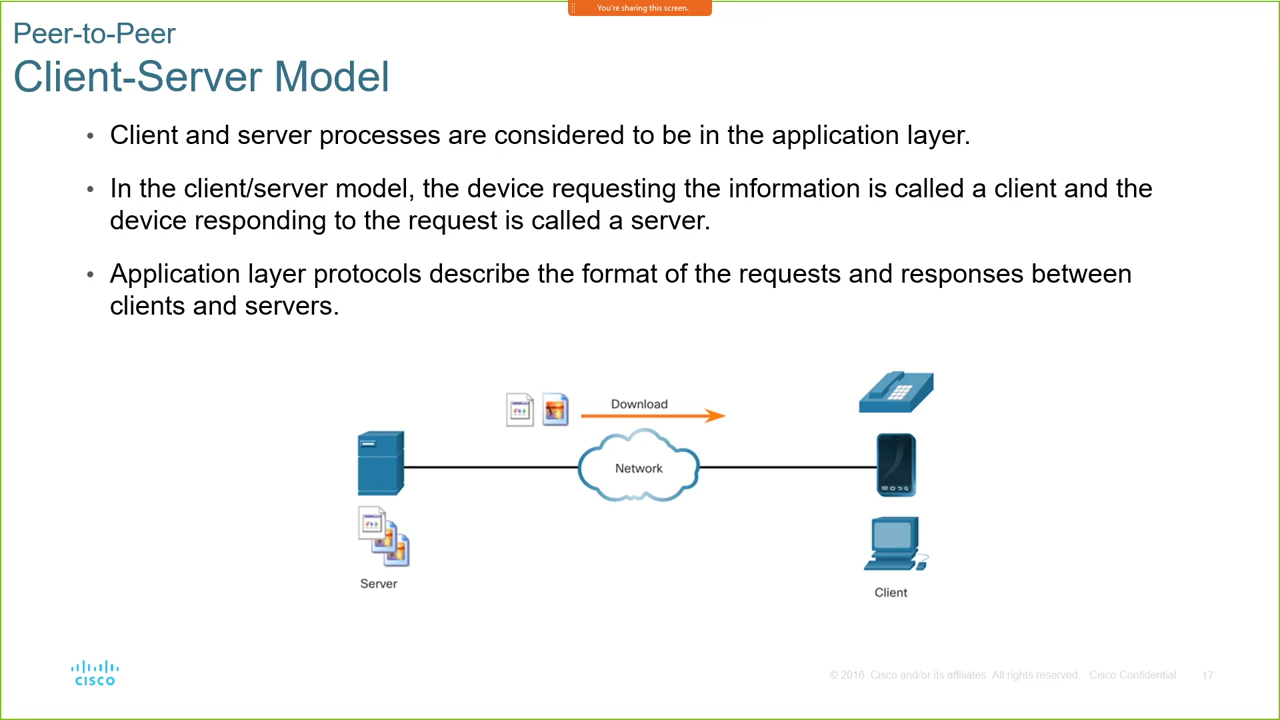 You're sharing this screen.
Peer-to-Peer
Client-Server Model
• Client and server processes are considered to be in the application layer.
• In the client/server model, the device requesting the information is called a client and the
device responding to the request is called a server.
• Application layer protocols describe the format of the requests and responses between
clients and servers.
Download
Network
Server
Client
CISCO
© 2016 Cisco and/or its affiliates. All rights reserved. Cisco Confidential 17